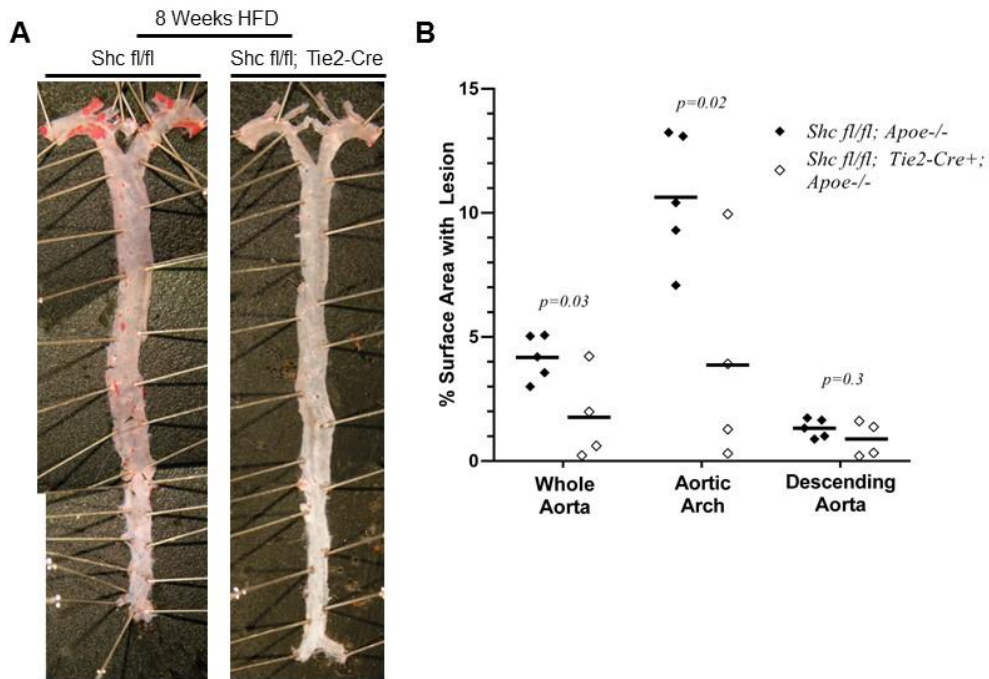 A
8 Weeks HFD
Shc fl/fl
Shc fl/fl; Tie2-Cre
B
% Surface Area with Lesion
15
10
5
0
p=0.03
p=0.02
p=0.3
Shc fl/fl; Apoe-/-
Shc fl/fl; Tie2-Cre+;
Apoe-/-
Whole
Aorta
Aortic
Arch
Descending
Aorta